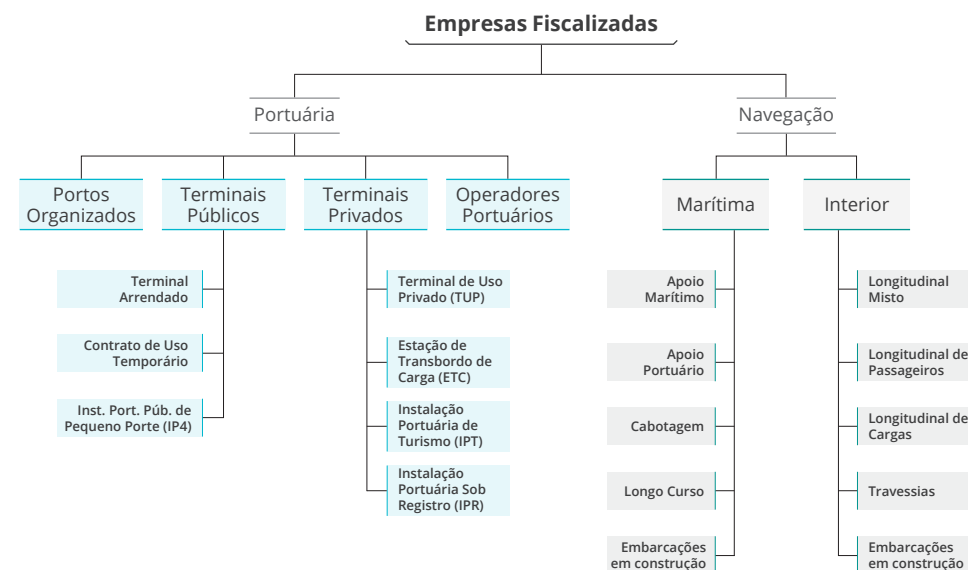 Empresas Fiscalizadas
Portuária
Navegação
Portos
Organizados
Terminais
Públicos
Terminais
Privados
Operadores
Portuários
Marítima
Interior
Terminal
Arrendado
Contrato de Uso
Temporário
Inst. Port. Púb. de
Pequeno Porte (IP4)
Terminal de Uso
Privado (TUP)
Estação de
Transbordo de
Carga (ETC)
Instalação
Portuária de
Turismo (IPT)
Instalação
Portuária Sob
Registro (IPR)
Apoio
Marítimo
Apoio
Portuário
Cabotagem
Longo Curso
Embarcações
em construção
Longitudinal
Misto
Longitudinal de
Passageiros
Longitudinal de
Cargas
Travessias
Embarcações
em construção